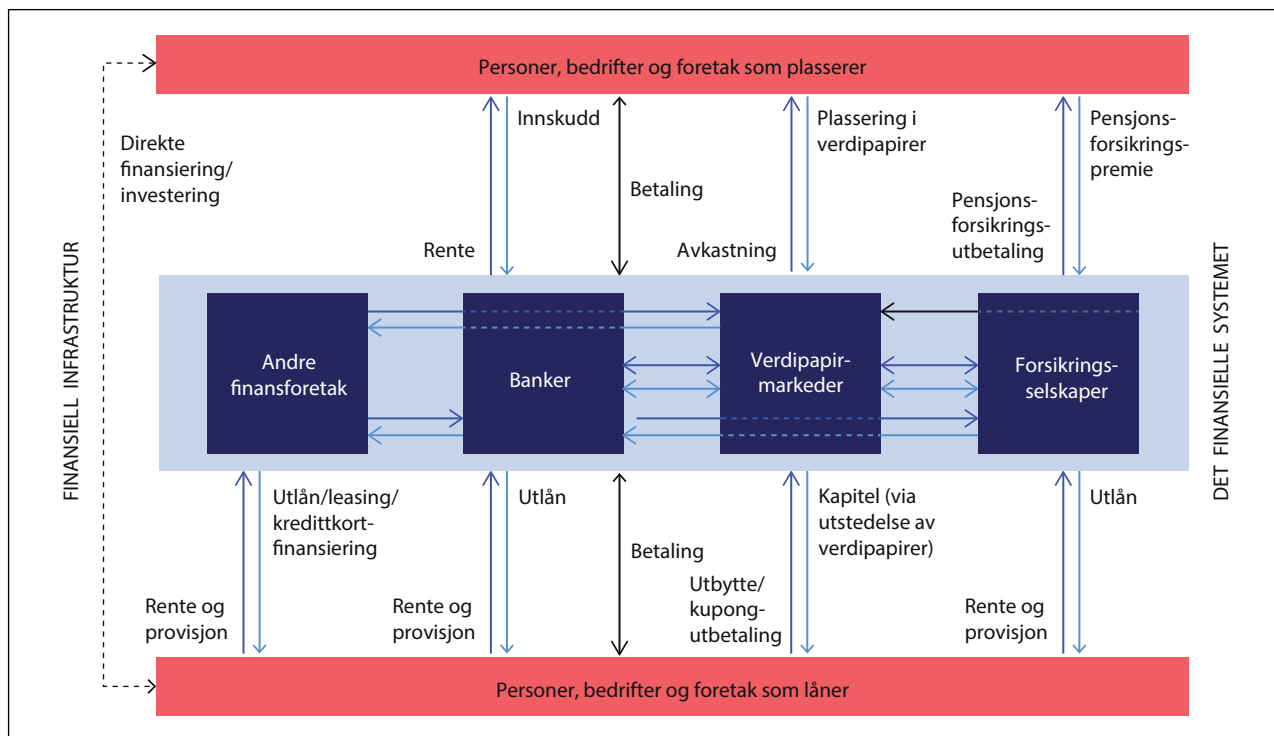 Personer, bedrifter og foretak som plasserer
Direkte
finansiering/
investering
Innskudd
Betaling
Rente
Plassering i
verdipapirer
Avkastning
Pensjons-
forsikrings-
premie
Pensjons-
forsikrings-
utbetaling
FINANSIELL INFRASTRUKTUR
DET FINANSIELLE SYSTEMET
Andre
finansforetak
Banker
Verdipapir-
markeder
Forsikrings-
selskaper
Utlån/leasing/
kredittkort-
finansiering
Rente og
provisjon
Utlån
Rente og
provisjon
Betaling
Kapitel (via
utstedelse av
verdipapirer)
Utbytte/
kupong-
utbetaling
Utlån
Rente og
provisjon
Personer, bedrifter og foretak som låner